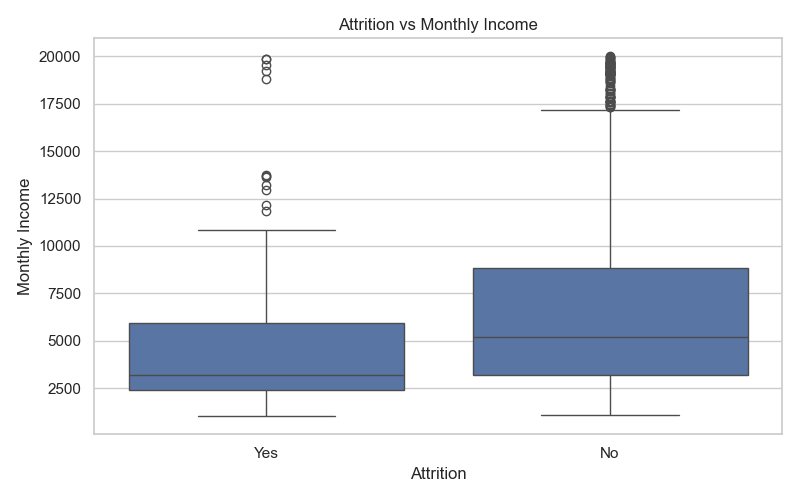 Attrition vs Monthly Income
20000
17500
15000
12500
10000
7500
5000
2500
Monthly Income
Yes
No
Attrition